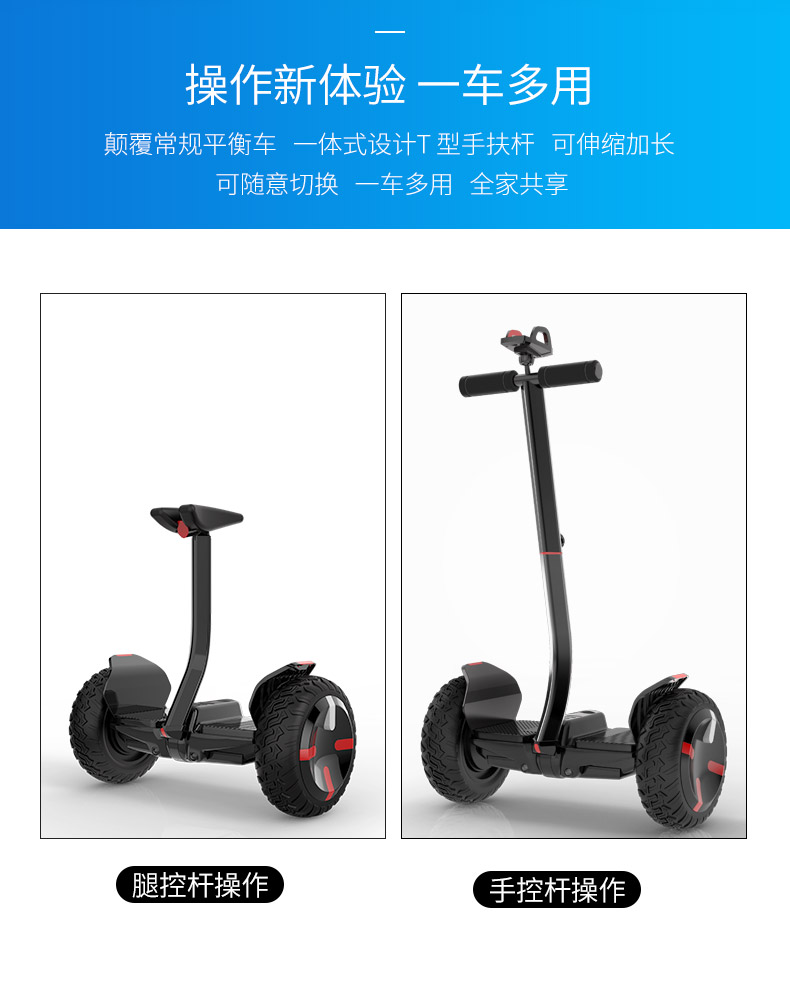 操作新体验 一车多用
颠覆常规平衡车 一体式设计T 型手扶杆 可伸缩加长
可随意切换 一车多用 全家共享
腿控杆操作
手控杆操作